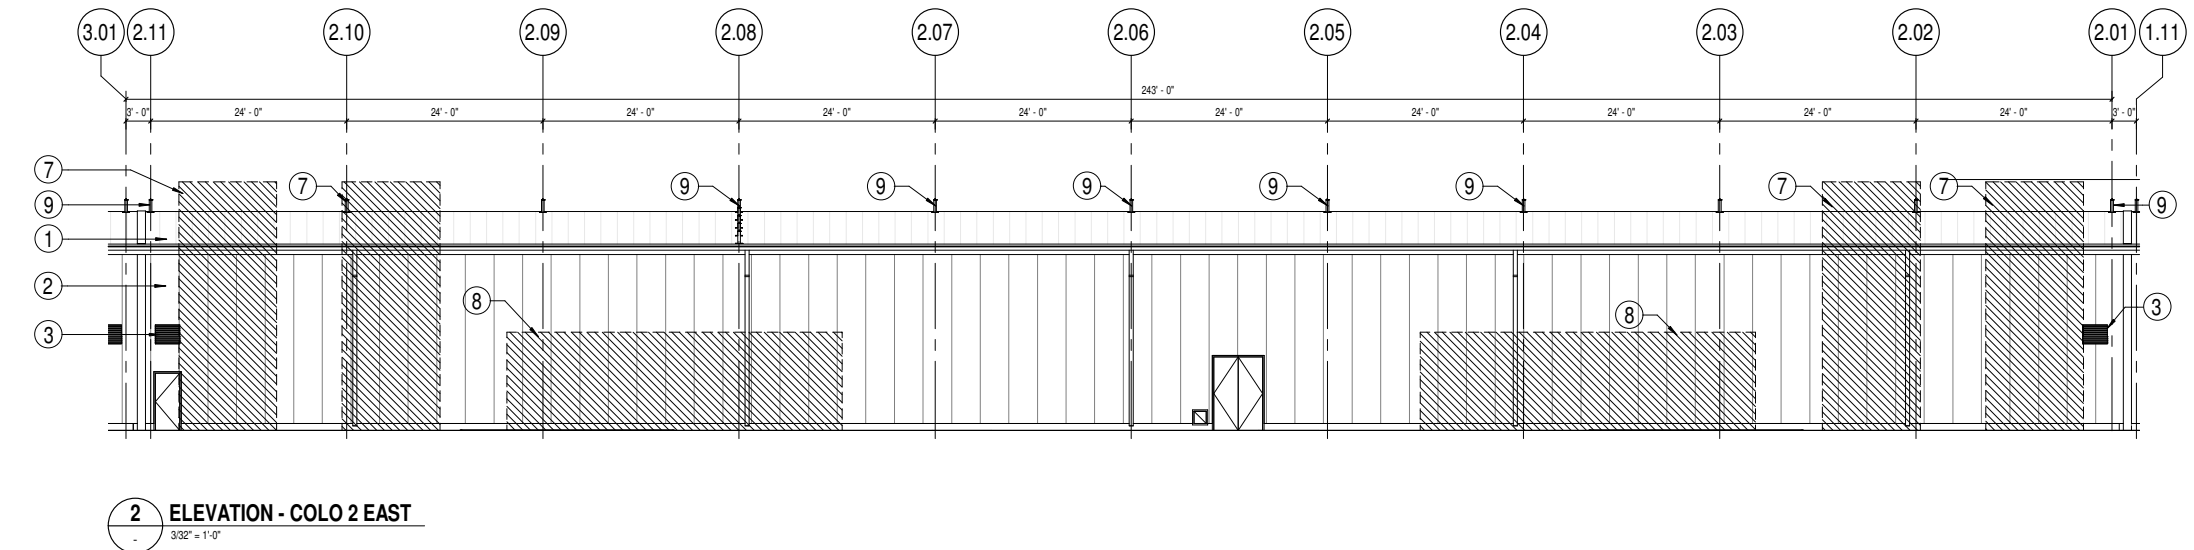 3.01 2.11 2.10 2.09 2.08 2.07 2.06 2.05 2.04 2.03 2.02 2.01 1.11
243' - 0"
3' - 0" 24' - 0" 24' - 0" 24' - 0" 24' - 0" 24' - 0" 24' - 0" 24' - 0" 24' - 0" 24' - 0" 24' - 0" 3' - 0"
7
7 9 9 9 9 9 7 7
9 9
1
2
8 3
3 8
2 ELEVATION - COLO 2 EAST
- 3/32" = 1'-0"